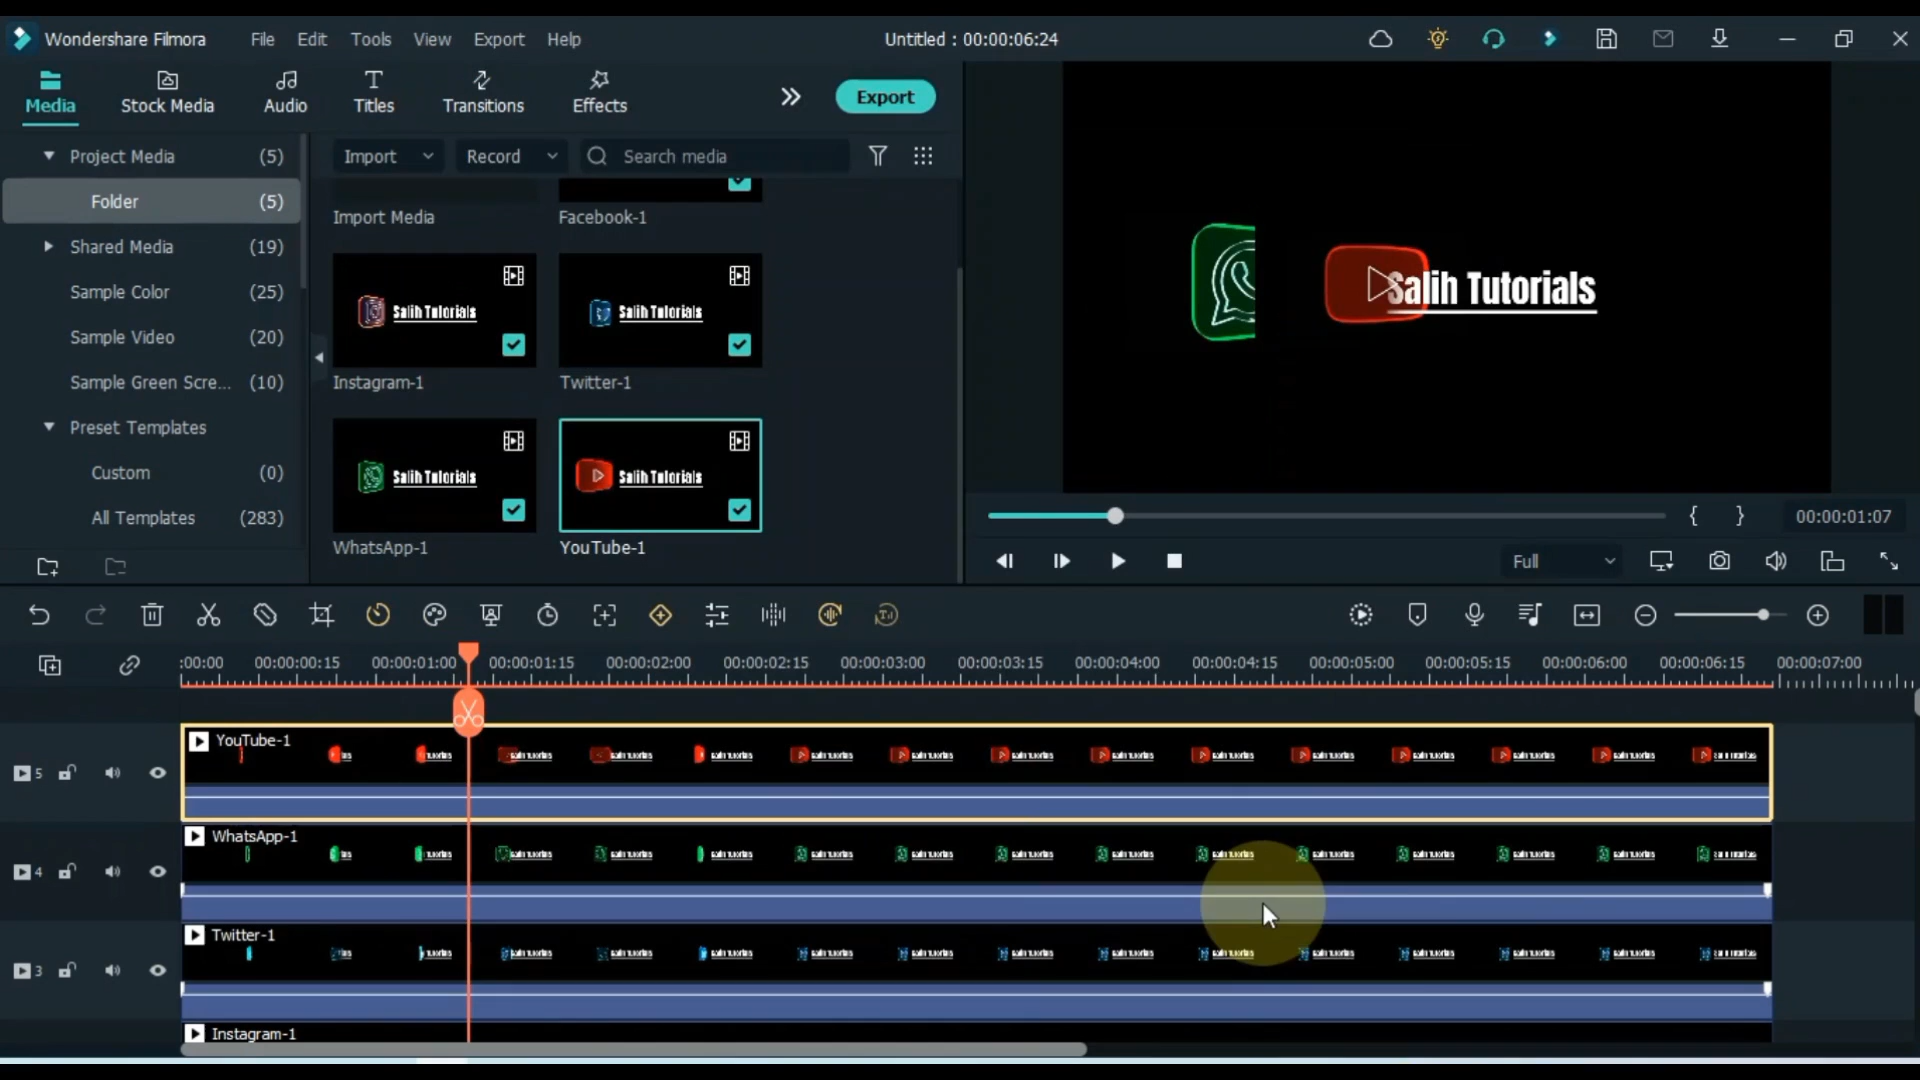 Wondershare Filmora File Edit Tools View Export Help Untitled : 00:00:06:24
Media Stock Media Audio Titles Transitions Effects Export
Project Media (5)
Folder (5)
Shared Media (19)
Sample Color (25)
Sample Video (20)
Sample Green Scre... (10)
Preset Templates
Custom (0)
All Templates (283)
Import Record Search media
Import Media Facebook-1
Salih Tutorials Salih Tutorials
Instagram-1 Twitter-1
Salih Tutorials Salih Tutorials
WhatsApp-1 YouTube-1
Salih Tutorials
{ } 00:00:01:07
Full
:00:00 00:00:00:15 00:00:01:00 00:00:01:15 00:00:02:00 00:00:02:15 00:00:03:00 00:00:03:15 00:00:04:00 00:00:04:15 00:00:05:00 00:00:05:15 00:00:06:00 00:00:06:15 00:00:07:00
YouTube-1
5
WhatsApp-1
4
Twitter-1
3
Instagram-1